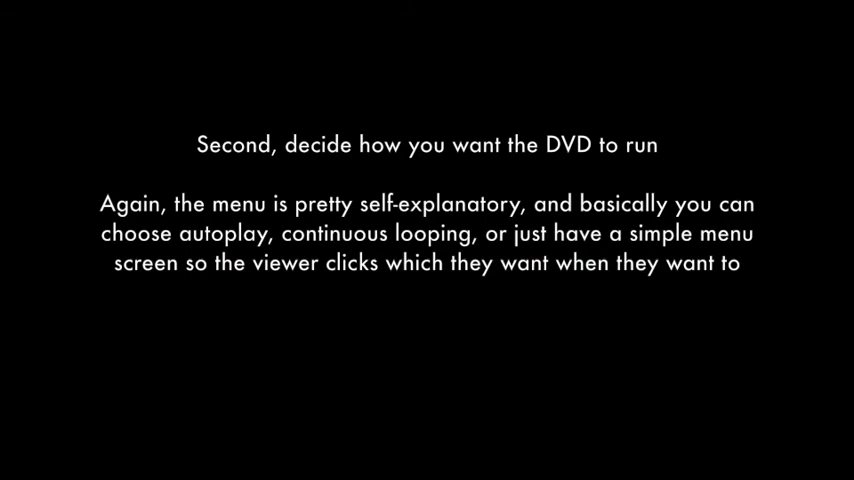 Second, decide how you want the DVD to run
Again, the menu is pretty self-explanatory, and basically you can
choose autoplay, continuous looping, or just have a simple menu
screen so the viewer clicks which they want when they want to